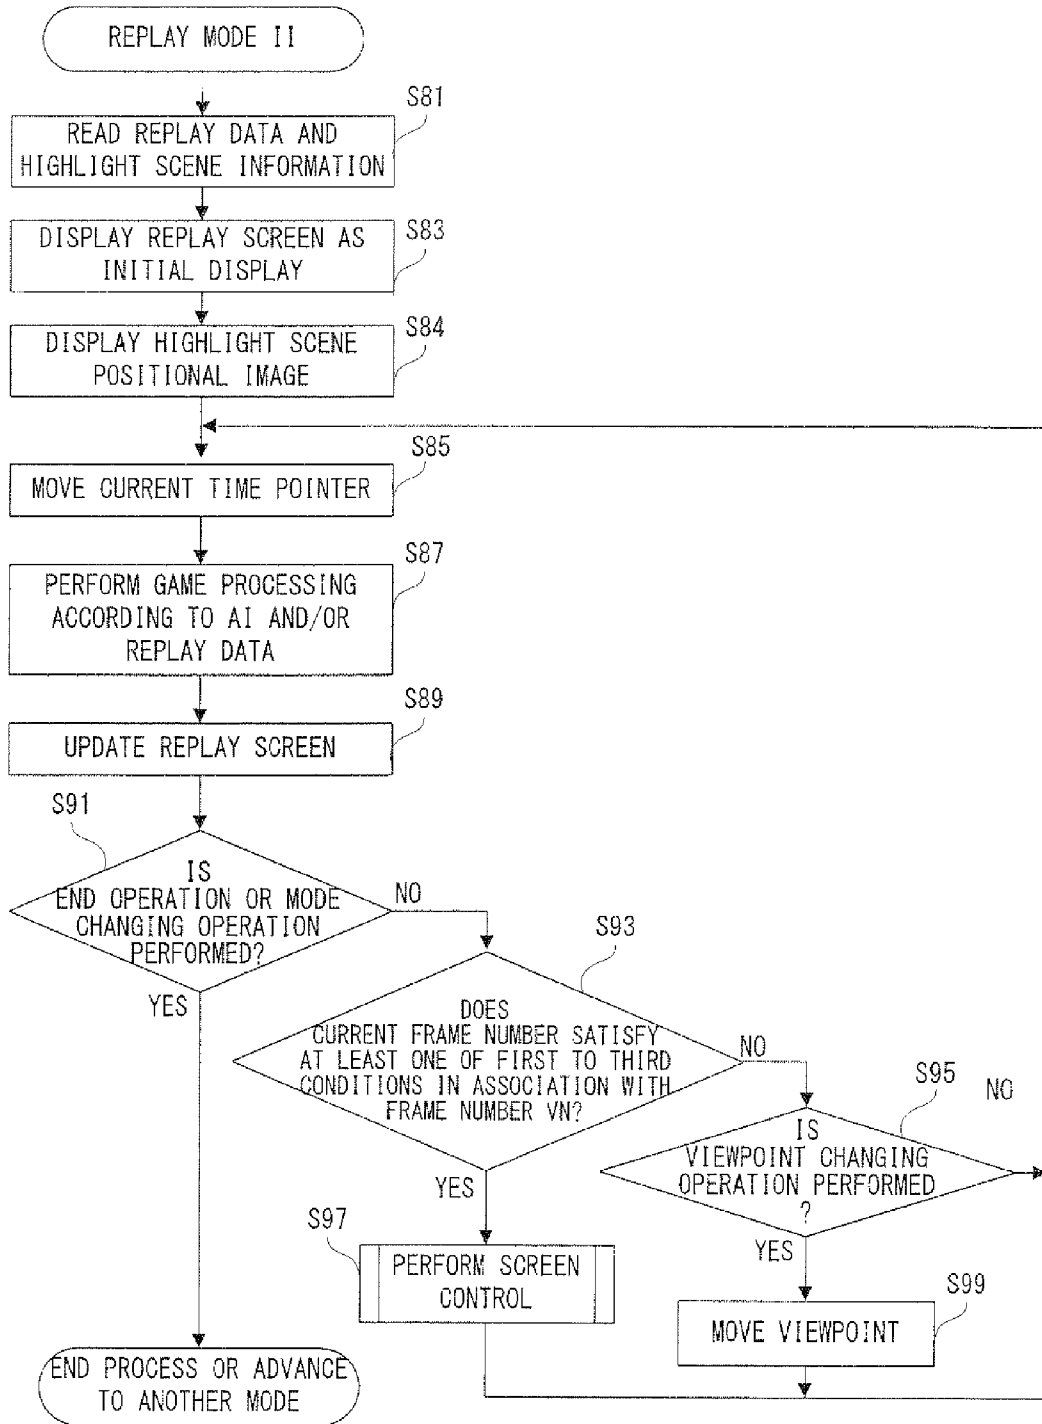 REPLAY MODE II
S81
READ REPLAY DATA AND
HIGHLIGHT SCENE INFORMATION
S83
DISPLAY REPLAY SCREEN AS
INITIAL DISPLAY
S84
DISPLAY HIGHLIGHT SCENE
POSITIONAL IMAGE
S85
MOVE CURRENT TIME POINTER
S87
PERFORM GAME PROCESSING
ACCORDING TO AI AND/OR
REPLAY DATA
S89
UPDATE REPLAY SCREEN
S91
IS
END OPERATION OR MODE
CHANGING OPERATION
PERFORMED?
NO
YES
S93
DOES
CURRENT FRAME NUMBER SATISFY
AT LEAST ONE OF FIRST TO THIRD
CONDITIONS IN ASSOCIATION WITH
FRAME NUMBER VN?
NO
YES
S95
NO
IS
VIEWPOINT CHANGING
OPERATION PERFORMED
?
YES
S97
PERFORM SCREEN
CONTROL
S99
MOVE VIEWPOINT
END PROCESS OR ADVANCE
TO ANOTHER MODE